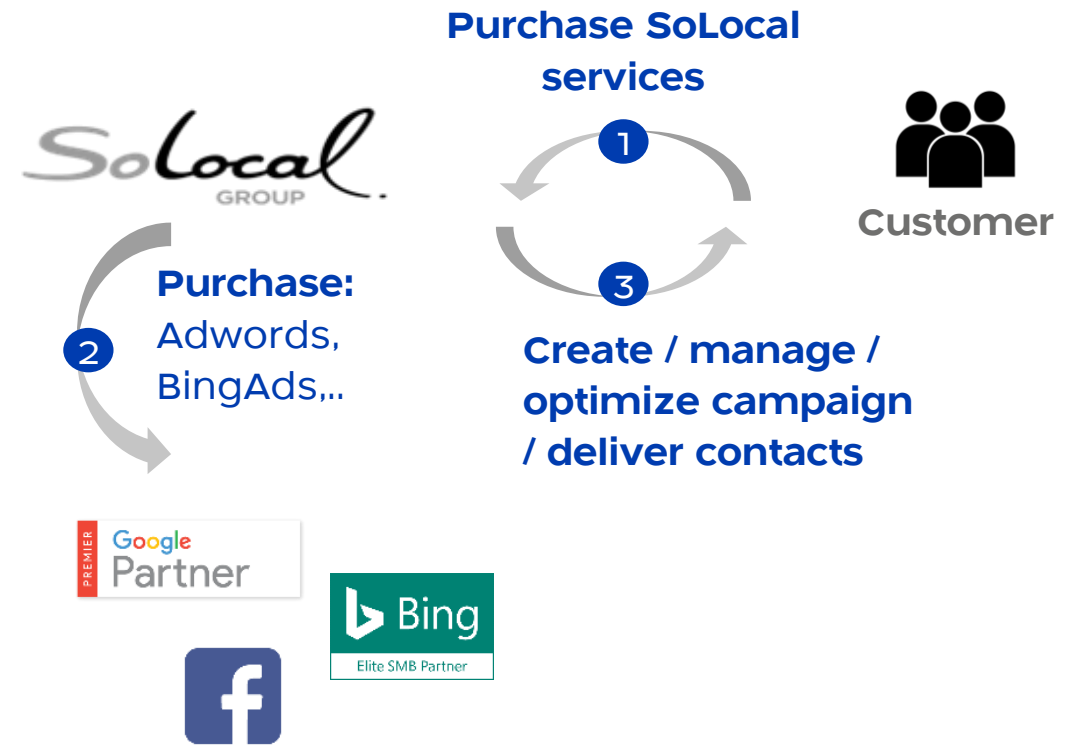 Purchase SoLocal
services
1
SoLocal
GROUP
Customer
Purchase:
Adwords,
BingAds,..
2
3
Create / manage /
optimize campaign
/ deliver contacts
PREMIER
Google
Partner
Bing
Elite SMB Partner